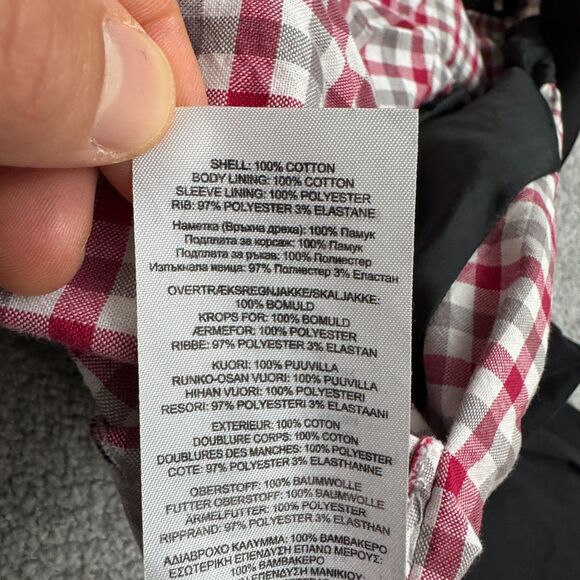 SHELL: 100% COTTON
BODY LINING: 100% COTTON
SLEEVE LINING: 100% POLYESTER
RIB: 97% POLYESTER 3% ELASTANE
Наметка (Връхна дреха): 100% Памук
Подплата за корсаж: 100% Памук
Подплата за ръкав: 100% Полиестер
Изпъкнала ивица: 97% Полиестер 3% Еластан
OVERTRÆKSREGNJAKKE/SKALJAKKE:
100% BOMULD
KROPS FOR: 100% BOMULD
ÆRMEFOR: 100% POLYESTER
RIBBE: 97% POLYESTER 3% ELASTAN
KUORI: 100% PUUVILLA
RUNKO-OSAN VUORI: 100% PUUVILLA
HIHAN VUORI: 100% POLYESTERI
RESORI: 97% POLYESTER 3% ELASTAANI
EXTERIEUR: 100% COTON
DOUBLURE CORPS: 100% COTON
DOUBLURES DES MANCHES: 100% POLYESTER
COTE: 97% POLYESTER 3% ELASTHANNE
OBERSTOFF: 100% BAUMWOLLE
FUTTER OBERSTOFF: 100% BAUMWOLLE
ÄRMELFUTTER: 100% POLYESTER
RIPPRAND: 97% POLYESTER 3% ELASTHAN
ΑΔΙΑΒΡΟΧΟ ΚΑΛΥΜΜΑ: 100% ΒΑΜΒΑΚΕΡΟ
ΕΣΩΤΕΡΙΚΗ ΕΠΕΝΔΥΣΗ ΕΠΑΝΩ ΜΕΡΟΥΣ:
100% ΒΑΜΒΑΚΕΡΟ
ΕΠΕΝΔΥΣΗ ΜΑΝΙΚΙΟΥ